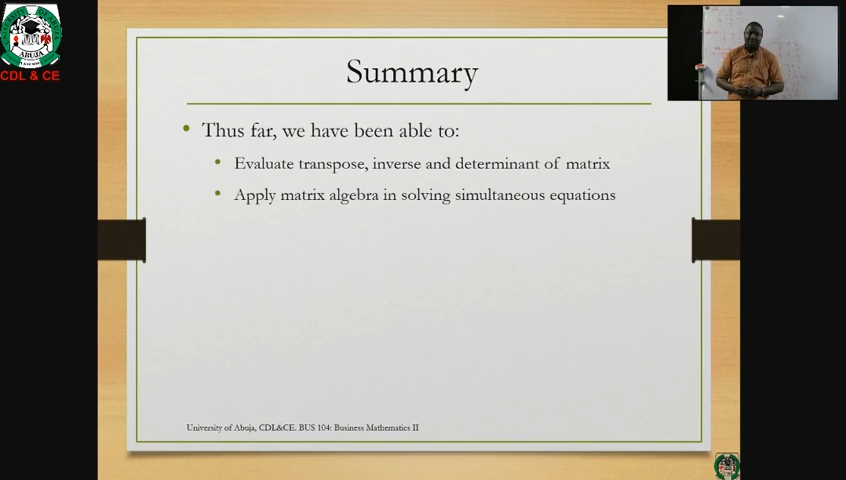 ABUJA
CDL & CE
Summary
• Thus far, we have been able to:
• Evaluate transpose, inverse and determinant of matrix
• Apply matrix algebra in solving simultaneous equations
University of Abuja, CDL&CE. BUS 104: Business Mathematics II